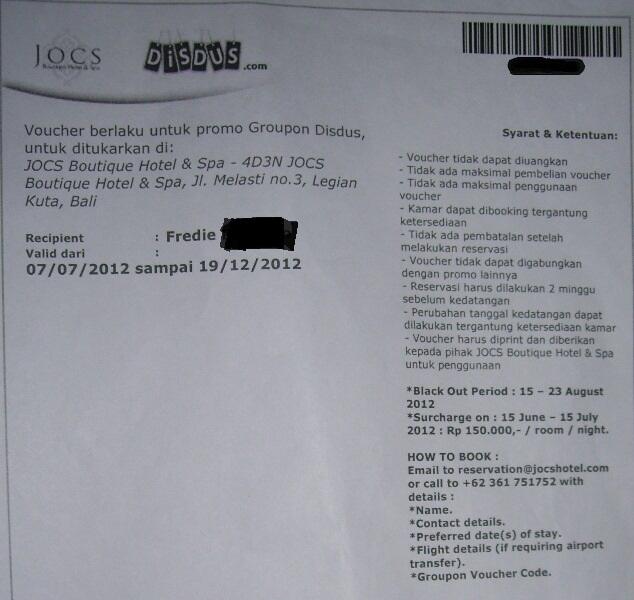 JOCS
Boutique Hotel & Spa
DiSDUS.com
Voucher berlaku untuk promo Groupon Disdus,
untuk ditukarkan di:
JOCS Boutique Hotel & Spa - 4D3N JOCS
Boutique Hotel & Spa, Jl. Melasti no.3, Legian
Kuta, Bali
Recipient : Fredie
Valid dari :
07/07/2012 sampai 19/12/2012
Syarat & Ketentuan:
- Voucher tidak dapat diuangkan
- Tidak ada maksimal pembelian voucher
- Tidak ada maksimal penggunaan
voucher
- Kamar dapat dibooking tergantung
ketersediaan
- Tidak ada pembatalan setelah
melakukan reservasi
- Voucher tidak dapat digabungkan
dengan promo lainnya
- Reservasi harus dilakukan 2 minggu
sebelum kedatangan
- Perubahan tanggal kedatangan dapat
dilakukan tergantung ketersediaan kamar
- Voucher harus diprint dan diberikan
kepada pihak JOCS Boutique Hotel & Spa
untuk penggunaan
*Black Out Period : 15 – 23 August
2012
*Surcharge on : 15 June – 15 July
2012 : Rp 150.000,- / room / night.
HOW TO BOOK :
Email to reservation@jocshotel.com
or call to +62 361 751752 with
details :
*Name.
*Contact details.
*Preferred date(s) of stay.
*Flight details (if requiring airport
transfer).
*Groupon Voucher Code.